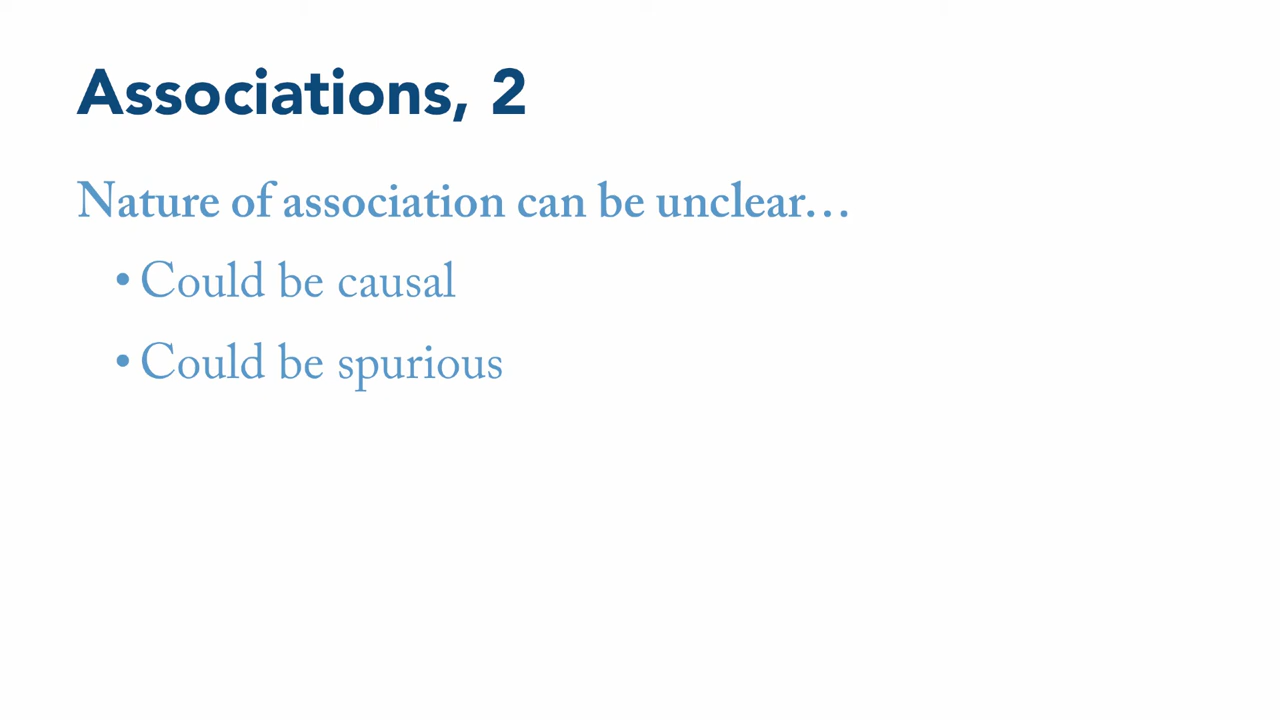 Associations, 2
Nature of association can be unclear…
• Could be causal
• Could be spurious